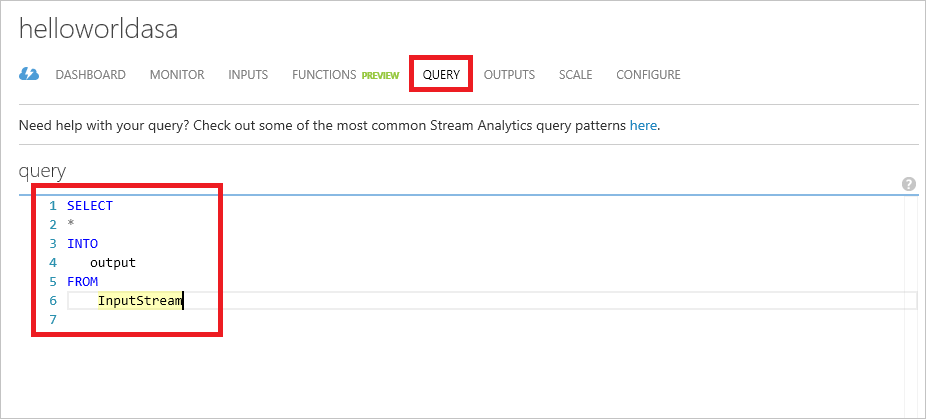 helloworldasa
DASHBOARD MONITOR INPUTS FUNCTIONS PREVIEW QUERY OUTPUTS SCALE CONFIGURE
Need help with your query? Check out some of the most common Stream Analytics query patterns here.
query
?
1 SELECT
2 *
3 INTO
4 output
5 FROM
6 InputStream
7